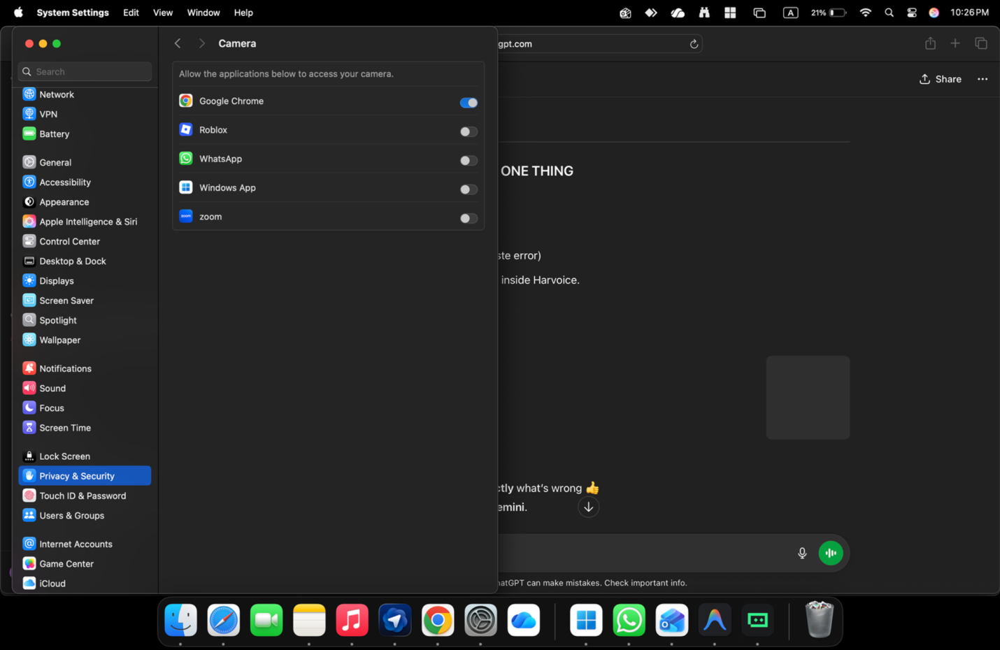 System Settings Edit View Window Help
A 21% 10:26 PM
Search
Network
VPN
Battery
General
Accessibility
Appearance
Apple Intelligence & Siri
Control Center
Desktop & Dock
Displays
Screen Saver
Spotlight
Wallpaper
Notifications
Sound
Focus
Screen Time
Lock Screen
Privacy & Security
Touch ID & Password
Users & Groups
Internet Accounts
Game Center
iCloud
Camera
Allow the applications below to access your camera.
Google Chrome
Roblox
WhatsApp
Windows App
zoom zoom
gpt.com
Share
ONE THING
ste error)
inside Harvoice.
ctly what's wrong 👍
emini.
hatGPT can make mistakes. Check important info.